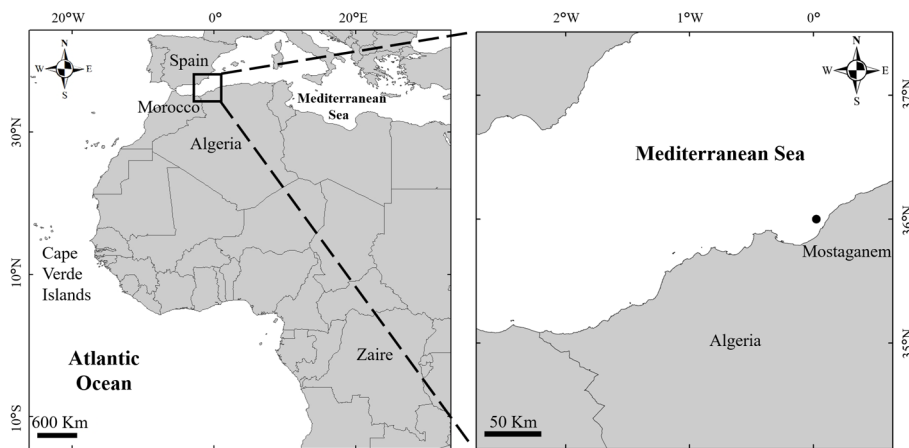 20°W 0° 20°E
30°N
10°N
10°S
N
W E
S
Spain
Morocco
Algeria
Mediterranean
Sea
Cape
Verde
Islands
Atlantic
Ocean
Zaire
600 Km
2°W 1°W 0°
37°N
36°N
35°N
N
W E
S
Mediterranean Sea
Mostaganem
Algeria
50 Km